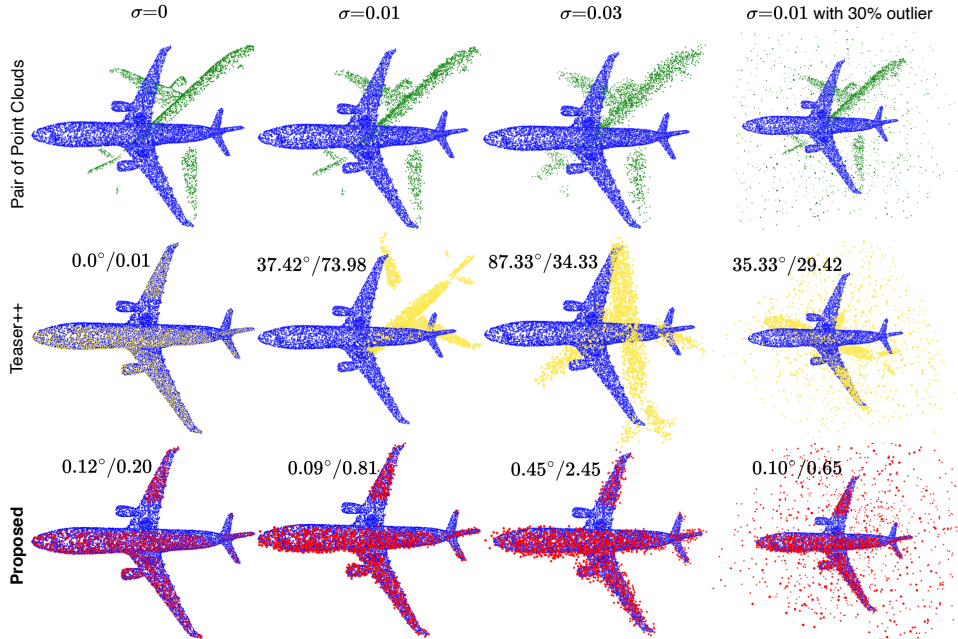 σ=0
σ=0.01
σ=0.03
σ=0.01 with 30% outlier
Pair of Point Clouds
Teaser++
0.0°/0.01
37.42°/73.98
87.33°/34.33
35.33°/29.42
Proposed
0.12°/0.20
0.09°/0.81
0.45°/2.45
0.10°/0.65